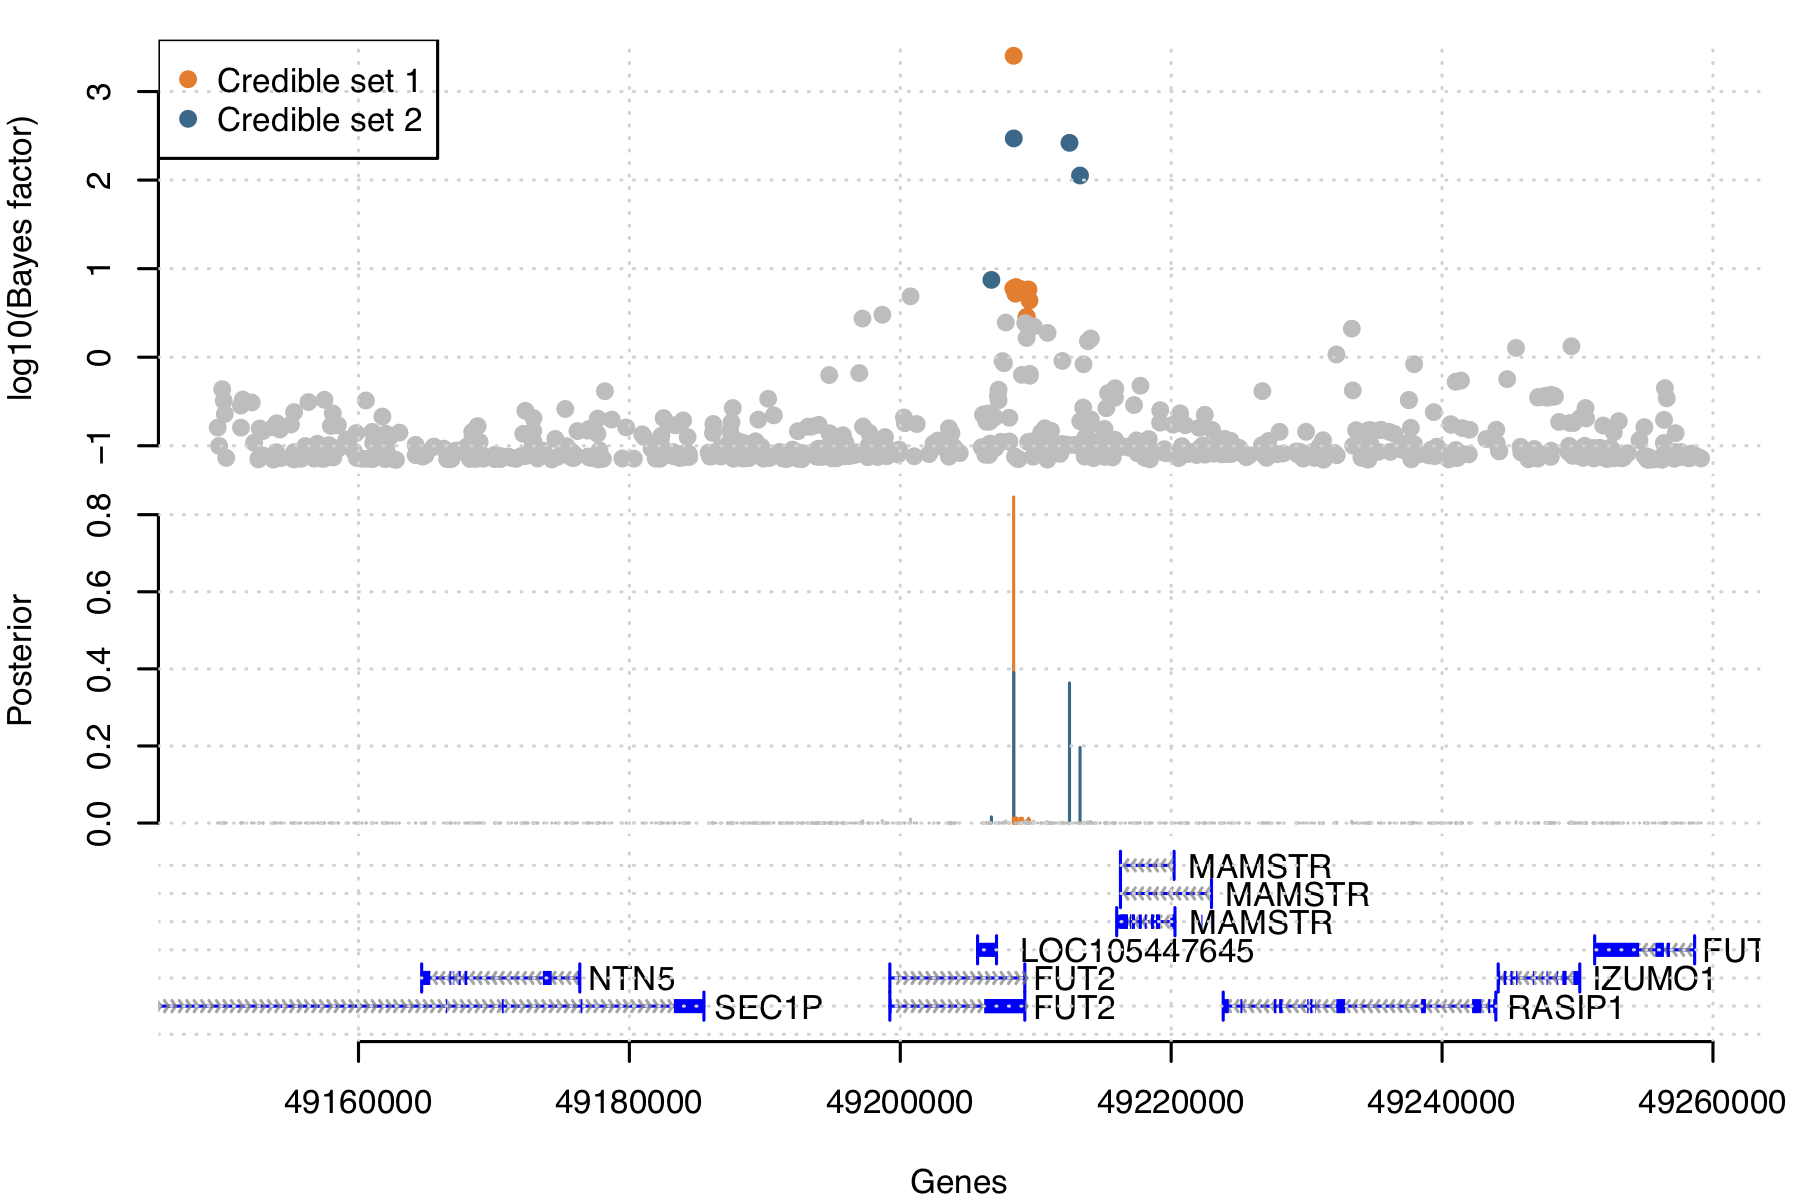 Credible set 1
Credible set 2
log10(Bayes factor)
3
2
1
0
−1
Posterior
0.8
0.6
0.4
0.2
0.0
MAMSTR
MAMSTR
MAMSTR
LOC105447645
FUT
NTN5
FUT2
IZUMO1
SEC1P
FUT2
RASIP1
49160000 49180000 49200000 49220000 49240000 49260000
Genes